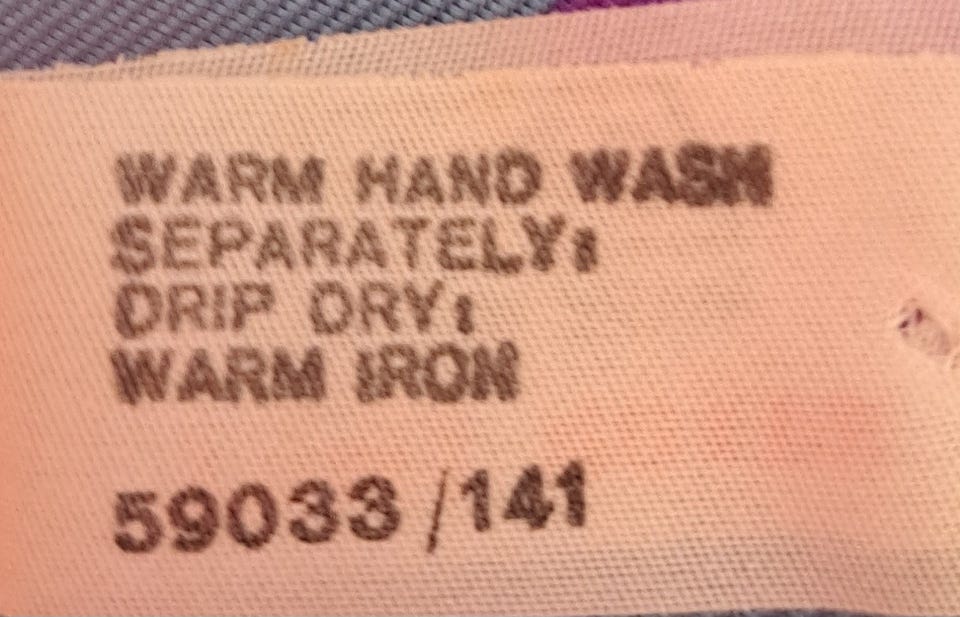 WARM HAND WASH
SEPARATELY;
DRIP DRY;
WARM IRON
59033/141